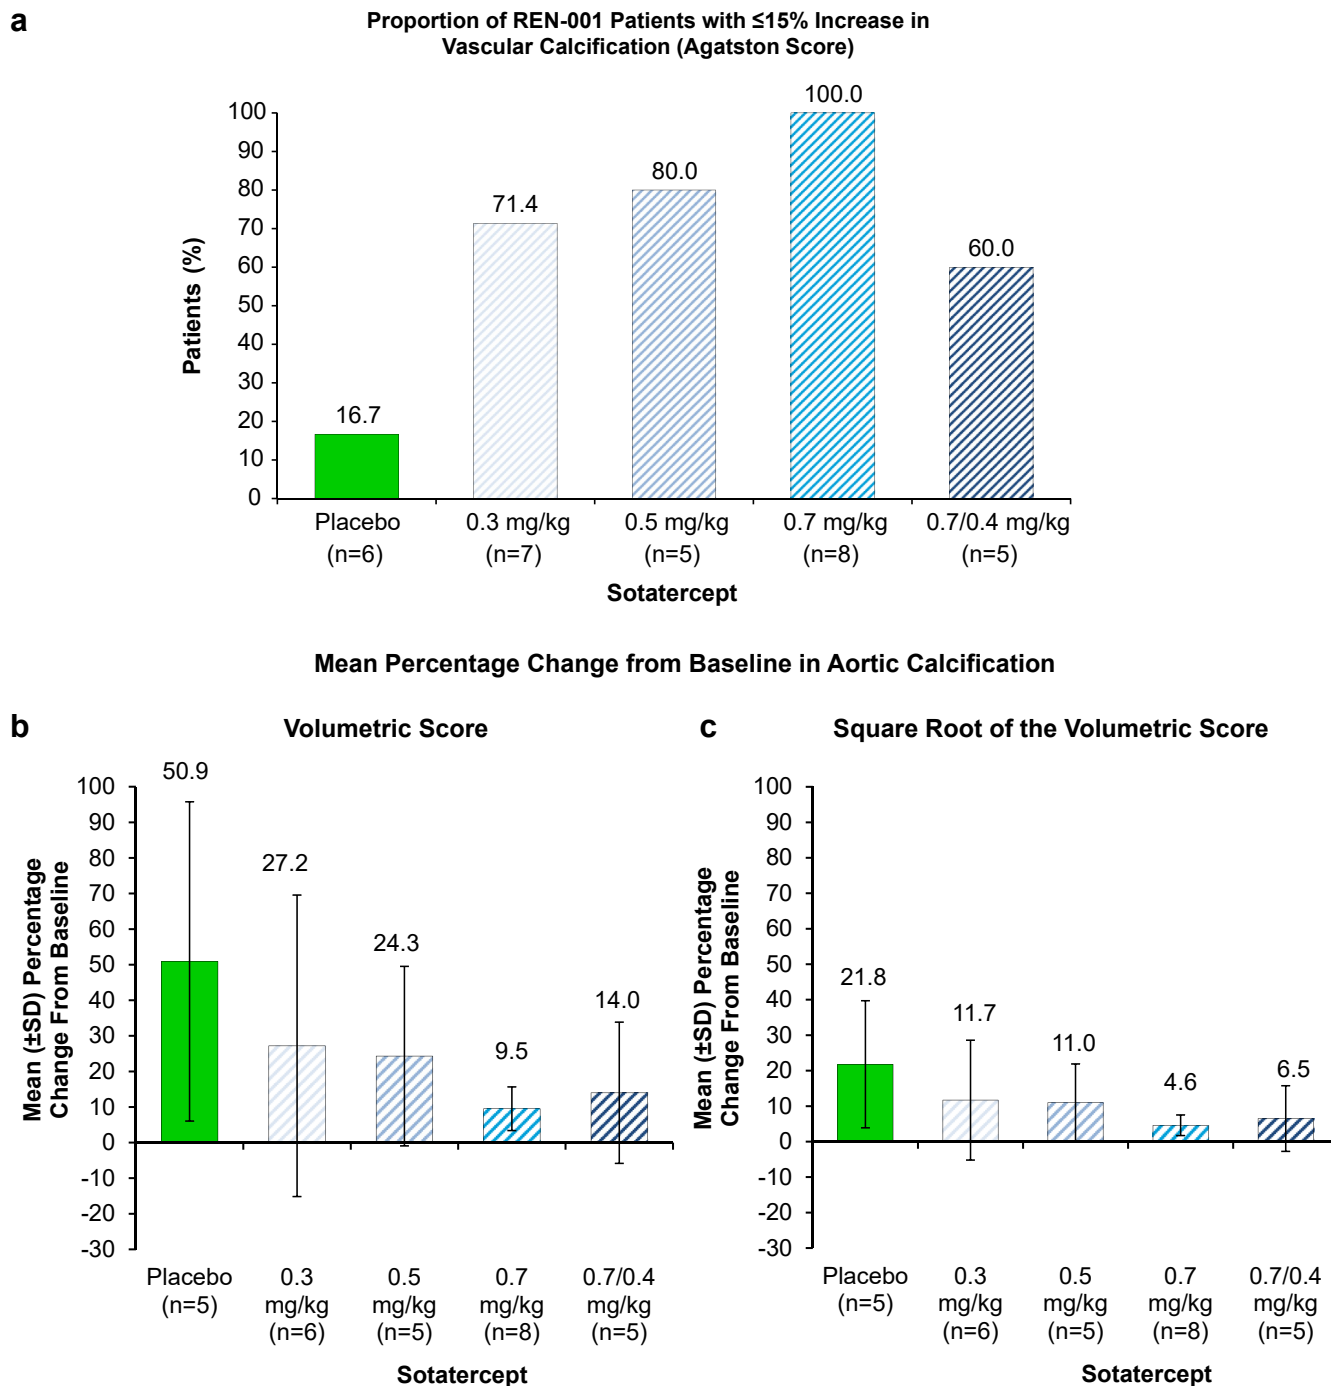 a
Proportion of REN-001 Patients with ≤15% Increase in
Vascular Calcification (Agatston Score)
Patients (%)
100
90
80
70
60
50
40
30
20
10
0
16.7
71.4
80.0
100.0
60.0
Placebo
(n=6)
0.3 mg/kg
(n=7)
0.5 mg/kg
(n=5)
0.7 mg/kg
(n=8)
0.7/0.4 mg/kg
(n=5)
Sotatercept
Mean Percentage Change from Baseline in Aortic Calcification
b
Volumetric Score
Mean (±SD) Percentage
Change From Baseline
100
90
80
70
60
50
40
30
20
10
0
-10
-20
-30
50.9
27.2
24.3
9.5
14.0
Placebo
(n=5)
0.3
mg/kg
(n=6)
0.5
mg/kg
(n=5)
0.7
mg/kg
(n=8)
0.7/0.4
mg/kg
(n=5)
Sotatercept
c
Square Root of the Volumetric Score
Mean (±SD) Percentage
Change From Baseline
100
90
80
70
60
50
40
30
20
10
0
-10
-20
-30
21.8
11.7
11.0
4.6
6.5
Placebo
(n=5)
0.3
mg/kg
(n=6)
0.5
mg/kg
(n=5)
0.7
mg/kg
(n=8)
0.7/0.4
mg/kg
(n=5)
Sotatercept